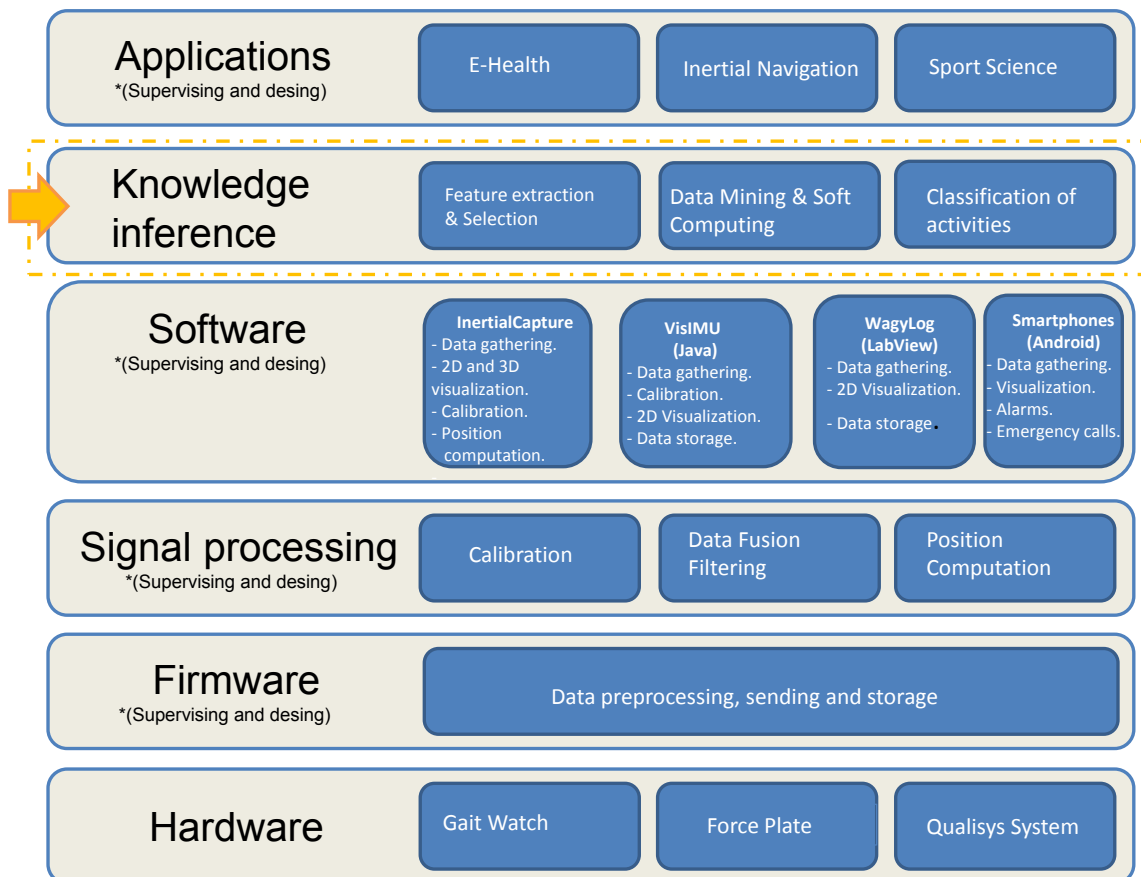 Applications
*(Supervising and desing)
E-Health
Inertial Navigation
Sport Science
Knowledge
inference
Feature extraction
& Selection
Data Mining & Soft
Computing
Classification of
activities
Software
*(Supervising and desing)
InertialCapture
- Data gathering.
- 2D and 3D
visualization.
- Calibration.
- Position
computation.
VisIMU
(Java)
- Data gathering.
- Calibration.
- 2D Visualization.
- Data storage.
WagyLog
(LabView)
- Data gathering.
- 2D Visualization.
- Data storage.
Smartphones
(Android)
- Data gathering.
- Visualization.
- Alarms.
- Emergency calls.
Signal processing
*(Supervising and desing)
Calibration
Data Fusion
Filtering
Position
Computation
Firmware
*(Supervising and desing)
Data preprocessing, sending and storage
Hardware
Gait Watch
Force Plate
Qualisys System